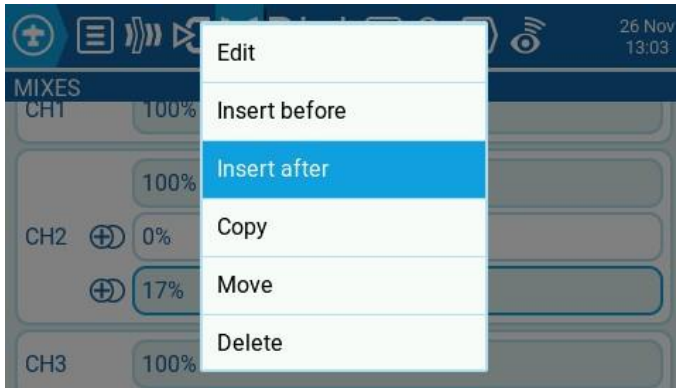 26 Nov
13:03
MIXES
CH1 100%
Edit
Insert before
Insert after
Copy
Move
Delete
100%
CH2 0%
17%
CH3 100%